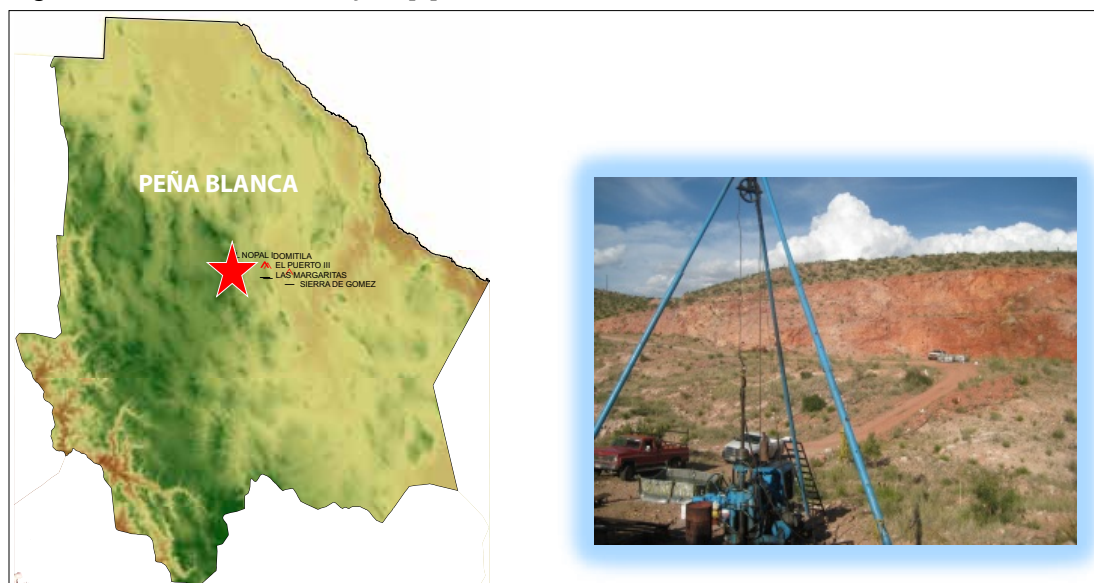 PEÑA BLANCA
NOPAL I
DOMITILA
EL PUERTO III
LAS MARGARITAS
SIERRA DE GOMEZ